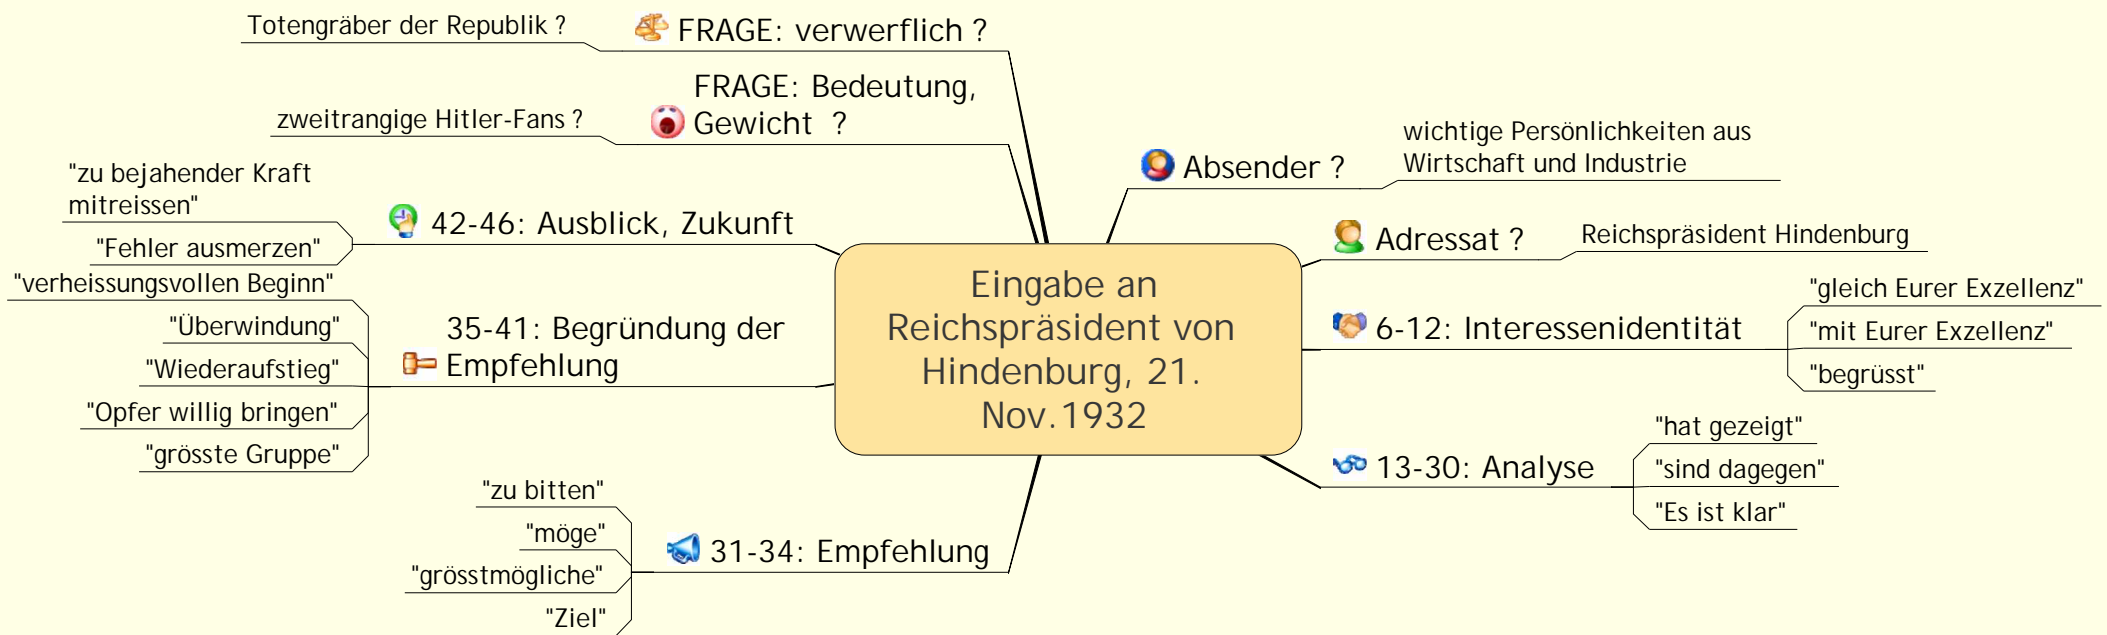 Eingabe an
Reichspräsident von
Hindenburg, 21.
Nov.1932
Absender ?
wichtige Persönlichkeiten aus
Wirtschaft und Industrie
Adressat ?
Reichspräsident Hindenburg
6-12: Interessenidentität
"gleich Eurer Exzellenz"
"mit Eurer Exzellenz"
"begrüsst"
13-30: Analyse
"hat gezeigt"
"sind dagegen"
"Es ist klar"
31-34: Empfehlung
"zu bitten"
"möge"
"grösstmögliche"
"Ziel"
35-41: Begründung der
Empfehlung
"verheissungsvollen Beginn"
"Überwindung"
"Wiederaufstieg"
"Opfer willig bringen"
"grösste Gruppe"
42-46: Ausblick, Zukunft
"zu bejahender Kraft
mitreissen"
"Fehler ausmerzen"
FRAGE: Bedeutung,
Gewicht  ?
zweitrangige Hitler-Fans ?
FRAGE: verwerflich ?
Totengräber der Republik ?